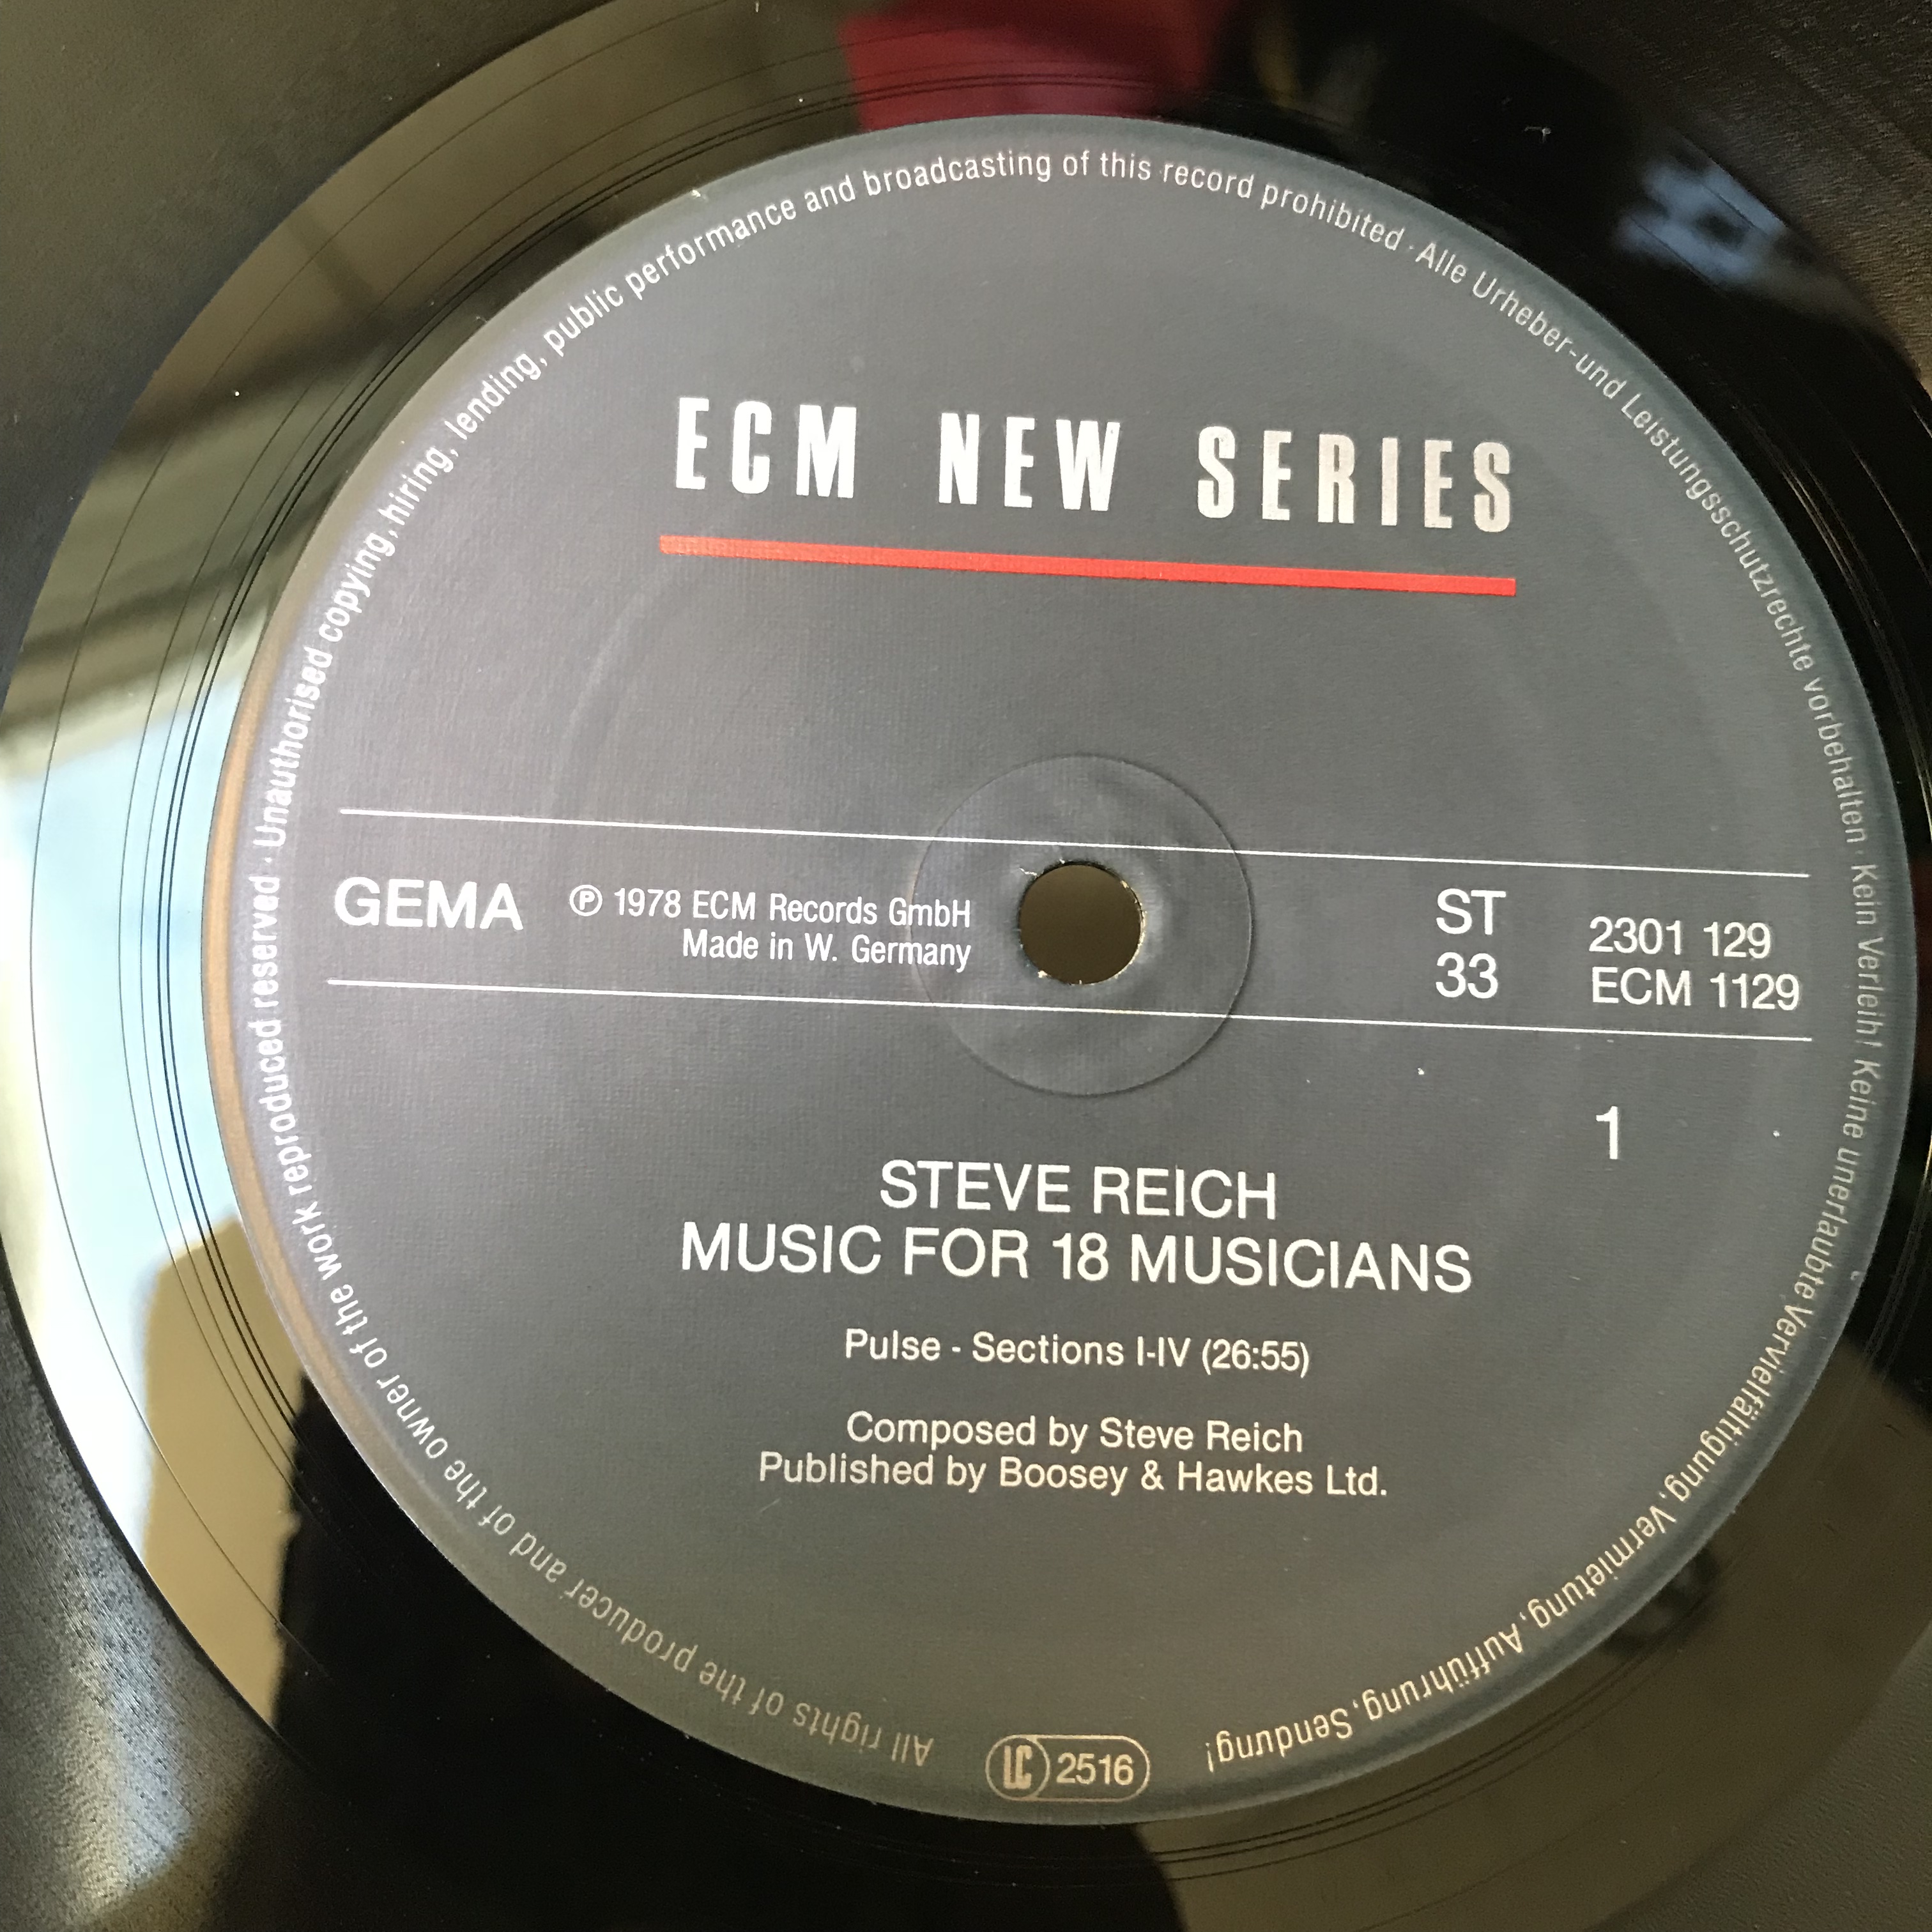 ECM NEW SERIES
GEMA
℗ 1978 ECM Records GmbH
Made in W. Germany
ST
33
2301 129
ECM 1129
1
STEVE REICH
MUSIC FOR 18 MUSICIANS
Pulse - Sections I-IV (26:55)
Composed by Steve Reich
Published by Boosey & Hawkes Ltd.
All rights of the producer and of the owner of the work reproduced reserved · Unauthorised copying, hiring, lending, public performance and broadcasting of this record prohibited · Alle Urheber- und Leistungsschutzrechte vorbehalten Kein Verleih! Keine unerlaubte Vervielfältigung, Vermietung, Aufführung, Sendung!
LC 2516